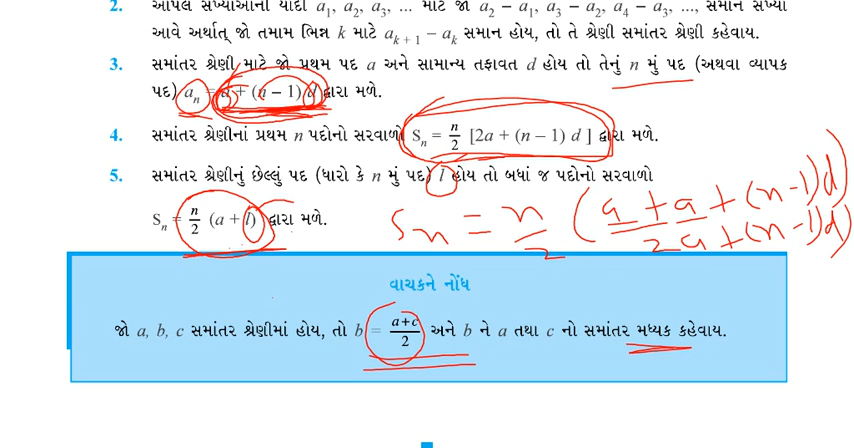 2. આપેલ સંખ્યાઓની યાદી a₁, a₂, a₃, ... માટે જો a₂ – a₁, a₃ – a₂, a₄ – a₃, ..., સમાન સંખ્યા
આવે અર્થાત્ જો તમામ ભિન્ન k માટે aₖ₊₁ – aₖ સમાન હોય, તો તે શ્રેણી સમાંતર શ્રેણી કહેવાય.
3. સમાંતર શ્રેણી માટે જો પ્રથમ પદ a અને સામાન્ય તફાવત d હોય તો તેનું n મું પદ (અથવા વ્યાપક
પદ) aₙ = a + (n – 1) d દ્વારા મળે.
4. સમાંતર શ્રેણીનાં પ્રથમ n પદોનો સરવાળો Sₙ = n/2 [2a + (n – 1) d] દ્વારા મળે.
5. સમાંતર શ્રેણીનું છેલ્લું પદ (ધારો કે n મું પદ) l હોય તો બધાં જ પદોનો સરવાળો
Sₙ = n/2 (a + l) દ્વારા મળે.
Sn = n/2 (a + a + (n-1)d)
2a + (n-1)d)
વાચકને નોંધ
જો a, b, c સમાંતર શ્રેણીમાં હોય, તો b = a+c/2 અને b ને a તથા c નો સમાંતર મધ્યક કહેવાય.